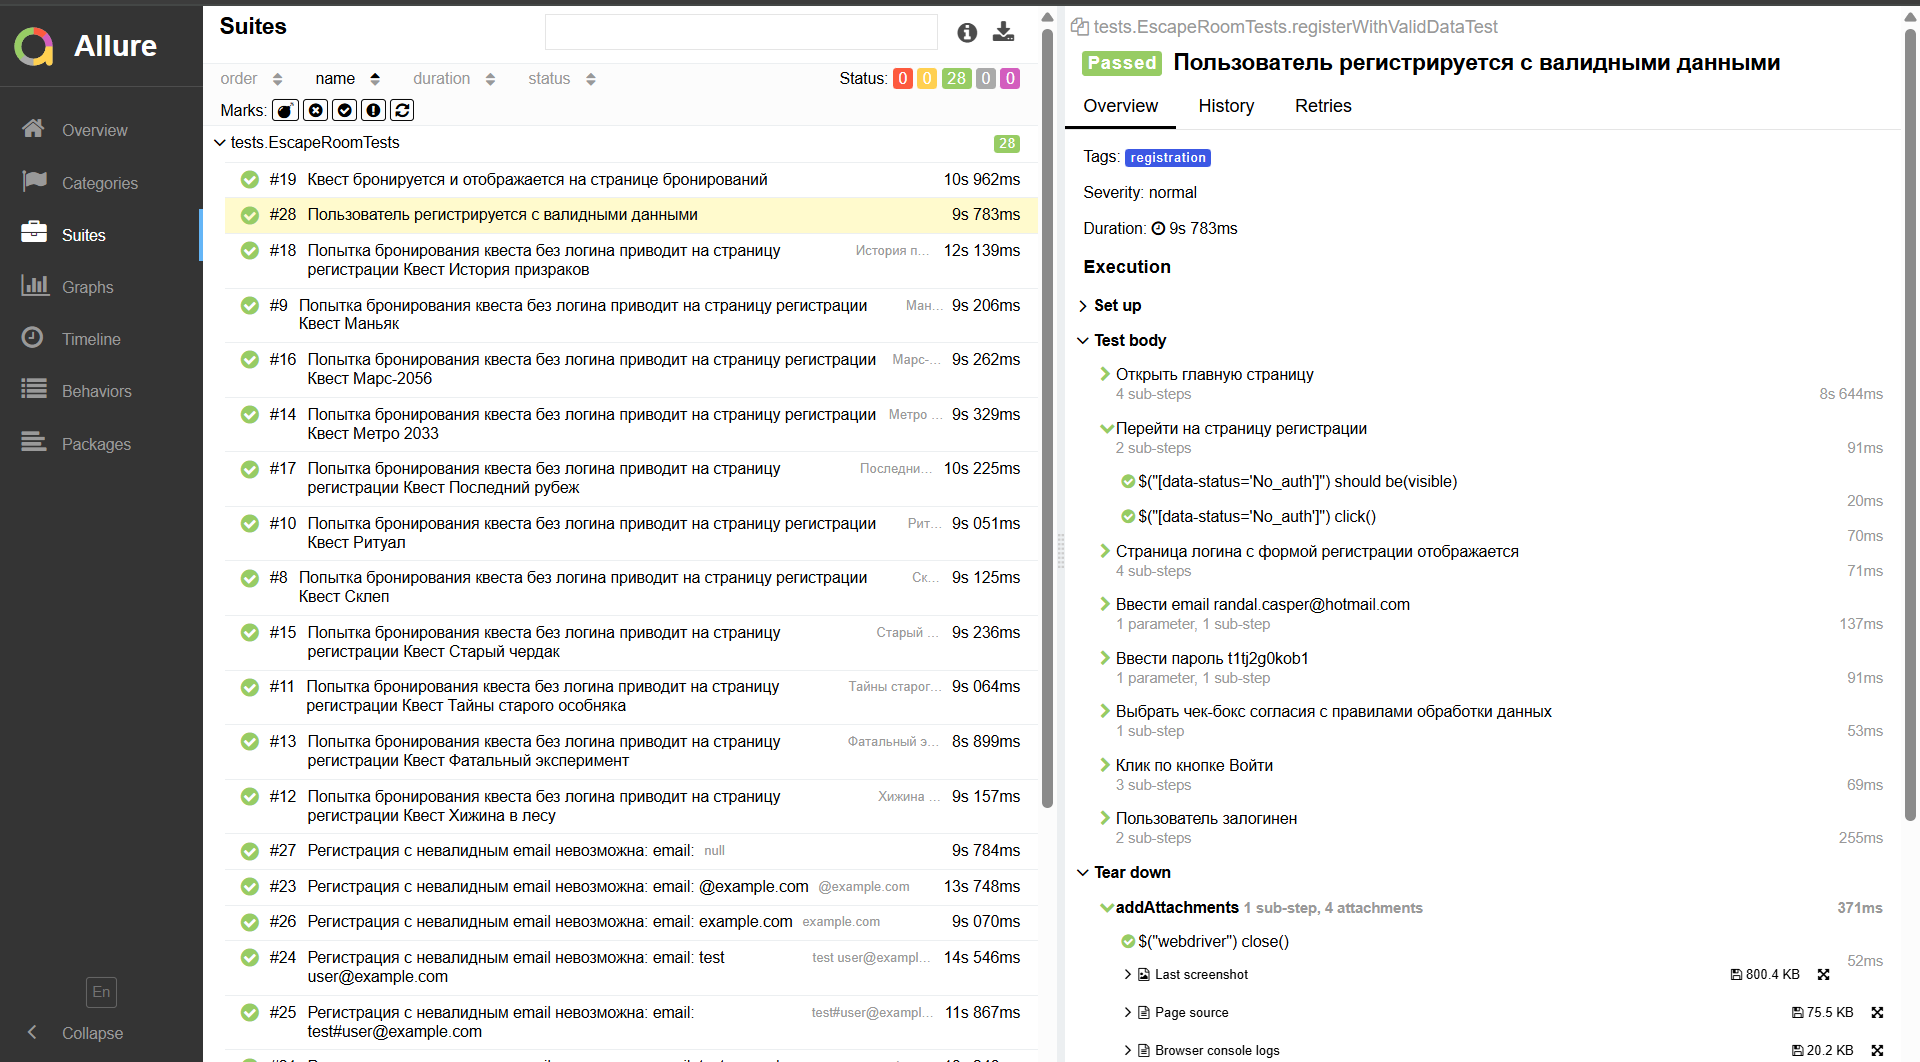 Allure
Overview
Categories
Suites
Graphs
Timeline
Behaviors
Packages
En
Collapse
Suites
order name duration status
Status: 0 0 28 0 0
Marks:
tests.EscapeRoomTests 28
#19 Квест бронируется и отображается на странице бронирований 10s 962ms
#28 Пользователь регистрируется с валидными данными 9s 783ms
#18 Попытка бронирования квеста без логина приводит на страницу История п... 12s 139ms
регистрации Квест История призраков
#9 Попытка бронирования квеста без логина приводит на страницу регистрации Ман... 9s 206ms
Квест Маньяк
#16 Попытка бронирования квеста без логина приводит на страницу регистрации Марс-... 9s 262ms
Квест Марс-2056
#14 Попытка бронирования квеста без логина приводит на страницу регистрации Метро ... 9s 329ms
Квест Метро 2033
#17 Попытка бронирования квеста без логина приводит на страницу Последни... 10s 225ms
регистрации Квест Последний рубеж
#10 Попытка бронирования квеста без логина приводит на страницу регистрации Рит... 9s 051ms
Квест Ритуал
#8 Попытка бронирования квеста без логина приводит на страницу регистрации Ск... 9s 125ms
Квест Склеп
#15 Попытка бронирования квеста без логина приводит на страницу Старый ... 9s 236ms
регистрации Квест Старый чердак
#11 Попытка бронирования квеста без логина приводит на страницу Тайны старог... 9s 064ms
регистрации Квест Тайны старого особняка
#13 Попытка бронирования квеста без логина приводит на страницу Фатальный э... 8s 899ms
регистрации Квест Фатальный эксперимент
#12 Попытка бронирования квеста без логина приводит на страницу Хижина ... 9s 157ms
регистрации Квест Хижина в лесу
#27 Регистрация с невалидным email невозможна: email: null 9s 784ms
#23 Регистрация с невалидным email невозможна: email: @example.com @example.com 13s 748ms
#26 Регистрация с невалидным email невозможна: email: example.com example.com 9s 070ms
#24 Регистрация с невалидным email невозможна: email: test test user@exampl... 14s 546ms
user@example.com
#25 Регистрация с невалидным email невозможна: email: test#user@exampl... 11s 867ms
test#user@example.com
tests.EscapeRoomTests.registerWithValidDataTest
Passed Пользователь регистрируется с валидными данными
Overview History Retries
Tags: registration
Severity: normal
Duration: 9s 783ms
Execution
Set up
Test body
Открыть главную страницу
4 sub-steps 8s 644ms
Перейти на страницу регистрации
2 sub-steps 91ms
$("[data-status='No_auth']") should be(visible)
20ms
$("[data-status='No_auth']") click()
70ms
Страница логина с формой регистрации отображается
4 sub-steps 71ms
Ввести email randal.casper@hotmail.com
1 parameter, 1 sub-step 137ms
Ввести пароль t1tj2g0kob1
1 parameter, 1 sub-step 91ms
Выбрать чек-бокс согласия с правилами обработки данных
1 sub-step 53ms
Клик по кнопке Войти
3 sub-steps 69ms
Пользователь залогинен
2 sub-steps 255ms
Tear down
addAttachments 1 sub-step, 4 attachments 371ms
$("webdriver") close()
52ms
Last screenshot 800.4 KB
Page source 75.5 KB
Browser console logs 20.2 KB